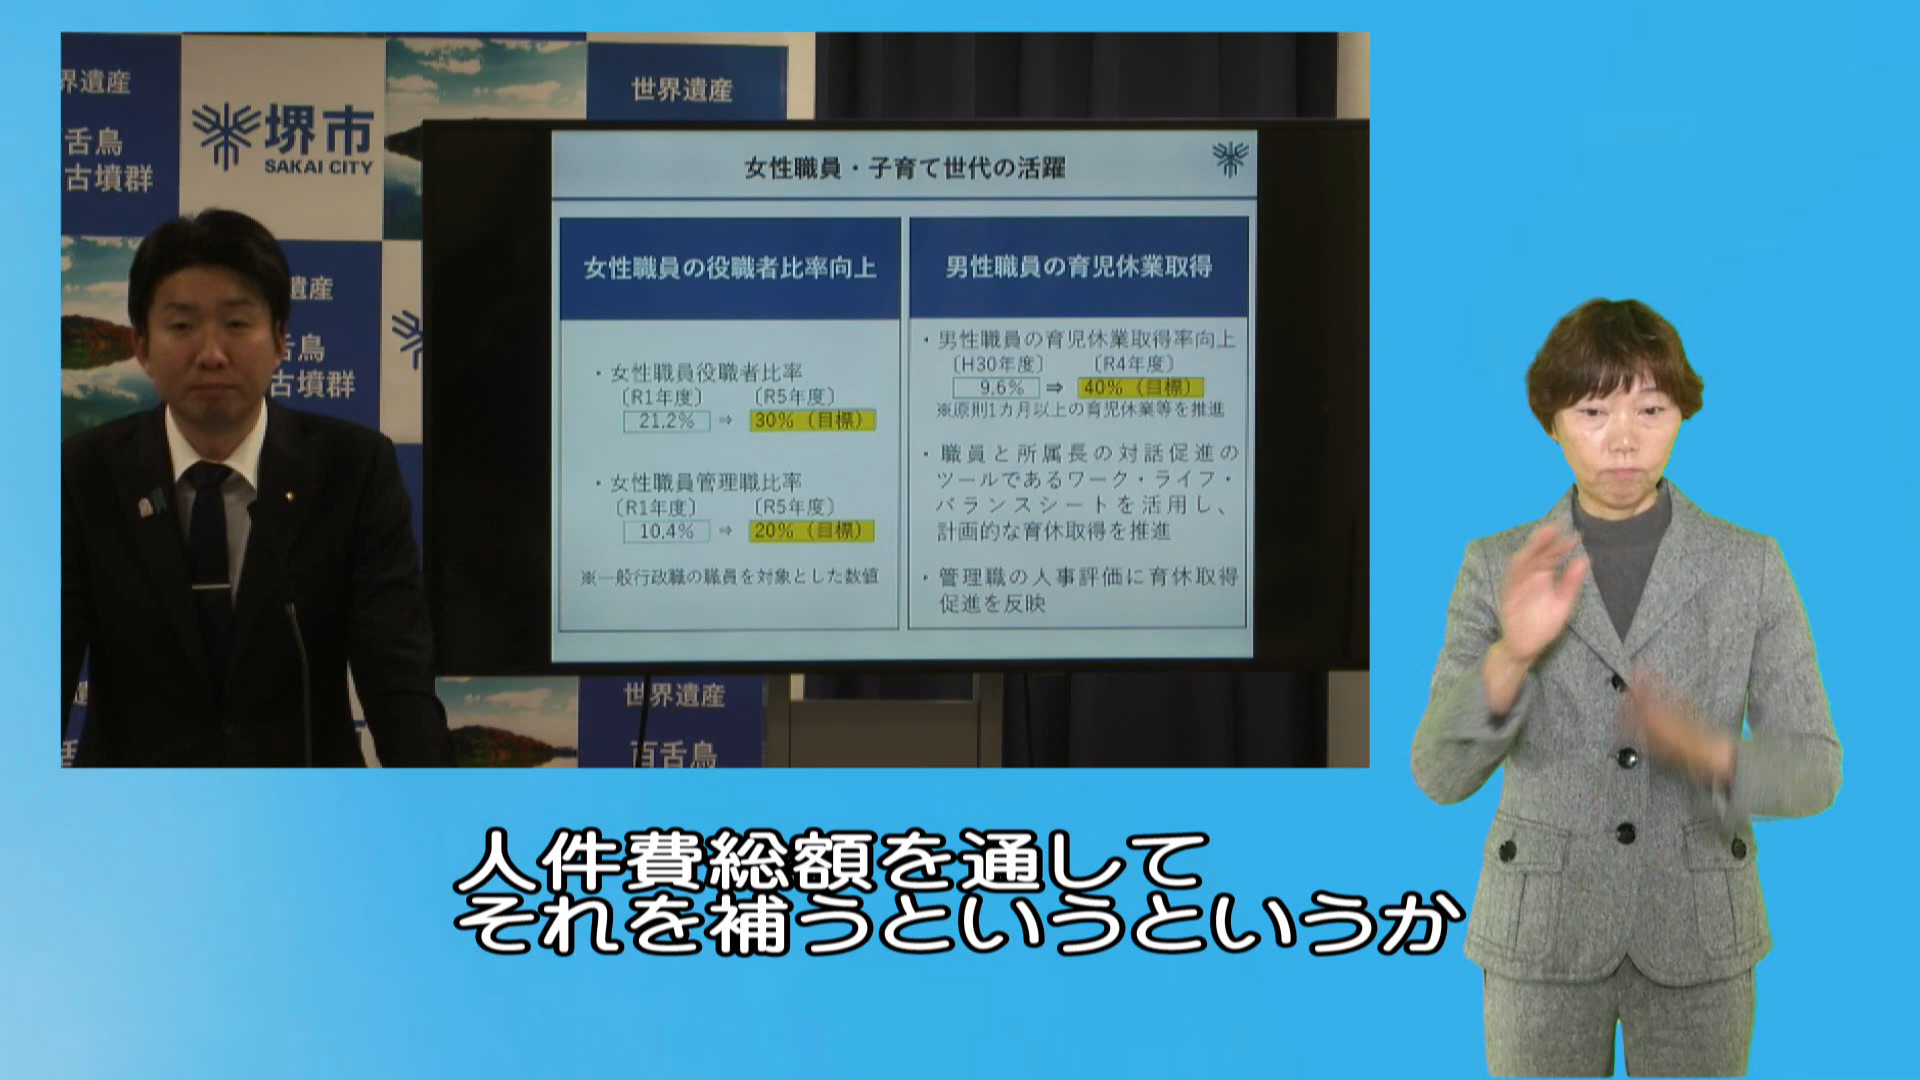 界遺産
舌鳥
古墳群
堺市
SAKAI CITY
世界遺産
遺産
舌鳥
古墳群
女性職員・子育て世代の活躍
女性職員の役職者比率向上
・女性職員役職者比率
〔R1年度〕 〔R5年度〕
21.2% ⇒ 30%（目標）
・女性職員管理職比率
〔R1年度〕 〔R5年度〕
10.4% ⇒ 20%（目標）
※一般行政職の職員を対象とした数値
男性職員の育児休業取得
・男性職員の育児休業取得率向上
〔H30年度〕 〔R4年度〕
9.6% ⇒ 40%（目標）
※原則1カ月以上の育児休業等を推進
・職員と所属長の対話促進の
ツールであるワーク・ライフ・
バランスシートを活用し、
計画的な育休取得を推進
・管理職の人事評価に育休取得
促進を反映
世界遺産
百舌鳥
人件費総額を通して
それを補うというというか